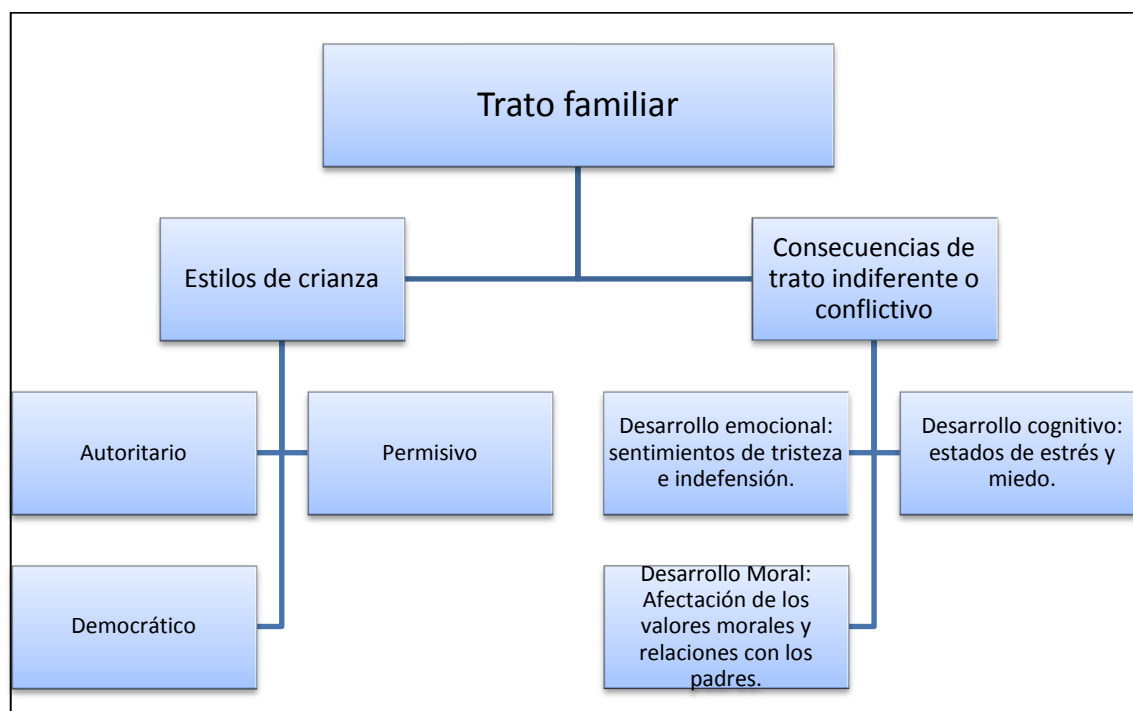 Trato familiar
Estilos de crianza
Consecuencias de
trato indiferente o
conflictivo
Autoritario
Permisivo
Desarrollo emocional:
sentimientos de tristeza
e indefensión.
Desarrollo cognitivo:
estados de estrés y
miedo.
Democrático
Desarrollo Moral:
Afectación de los
valores morales y
relaciones con los
padres.